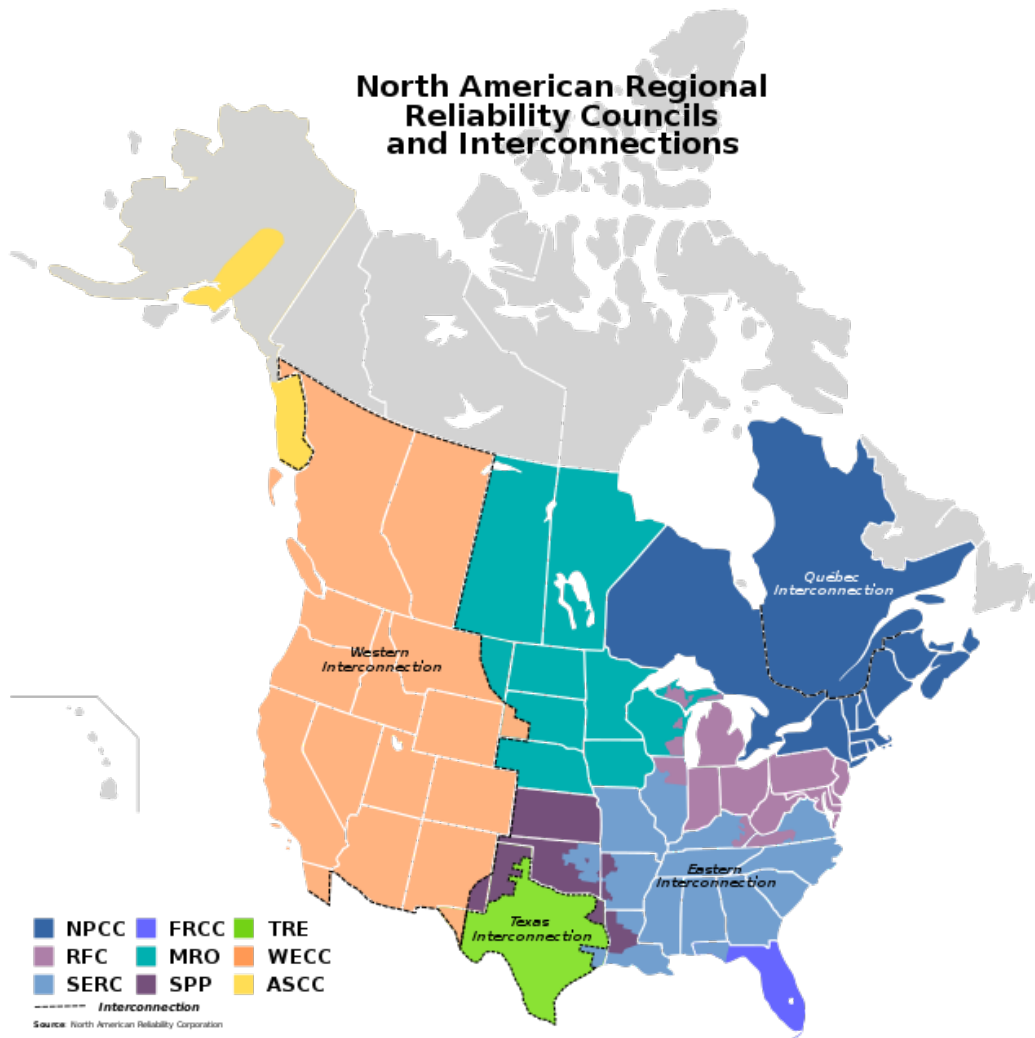 North American Regional
Reliability Councils
and Interconnections
Québec
Interconnection
Western
Interconnection
Eastern
Interconnection
Texas
Interconnection
NPCC FRCC TRE
RFC MRO WECC
SERC SPP ASCC
Interconnection
Source: North American Reliability Corporation